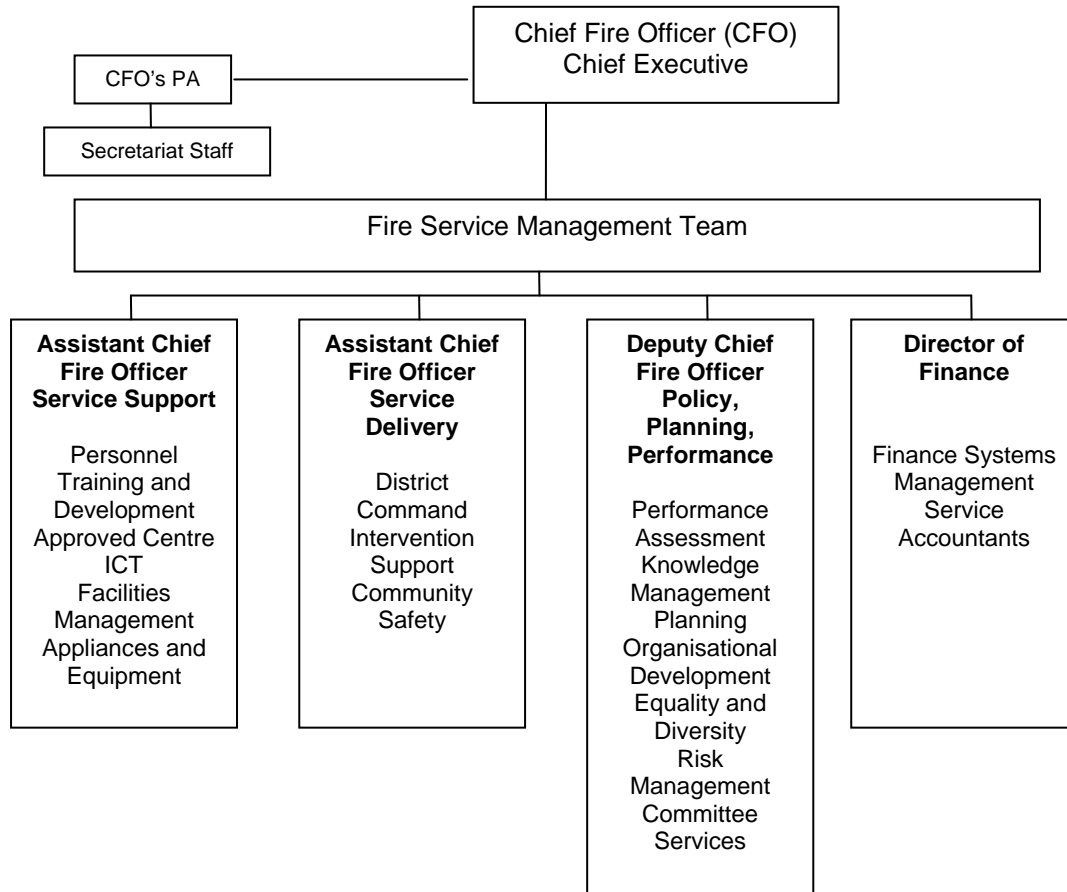 Chief Fire Officer (CFO)
Chief Executive
CFO's PA
Secretariat Staff
Fire Service Management Team
Assistant Chief
Fire Officer
Service Support
Personnel
Training and
Development
Approved Centre
ICT
Facilities
Management
Appliances and
Equipment
Assistant Chief
Fire Officer
Service
Delivery
District
Command
Intervention
Support
Community
Safety
Deputy Chief
Fire Officer
Policy,
Planning,
Performance
Performance
Assessment
Knowledge
Management
Planning
Organisational
Development
Equality and
Diversity
Risk
Management
Committee
Services
Director of
Finance
Finance Systems
Management
Service
Accountants